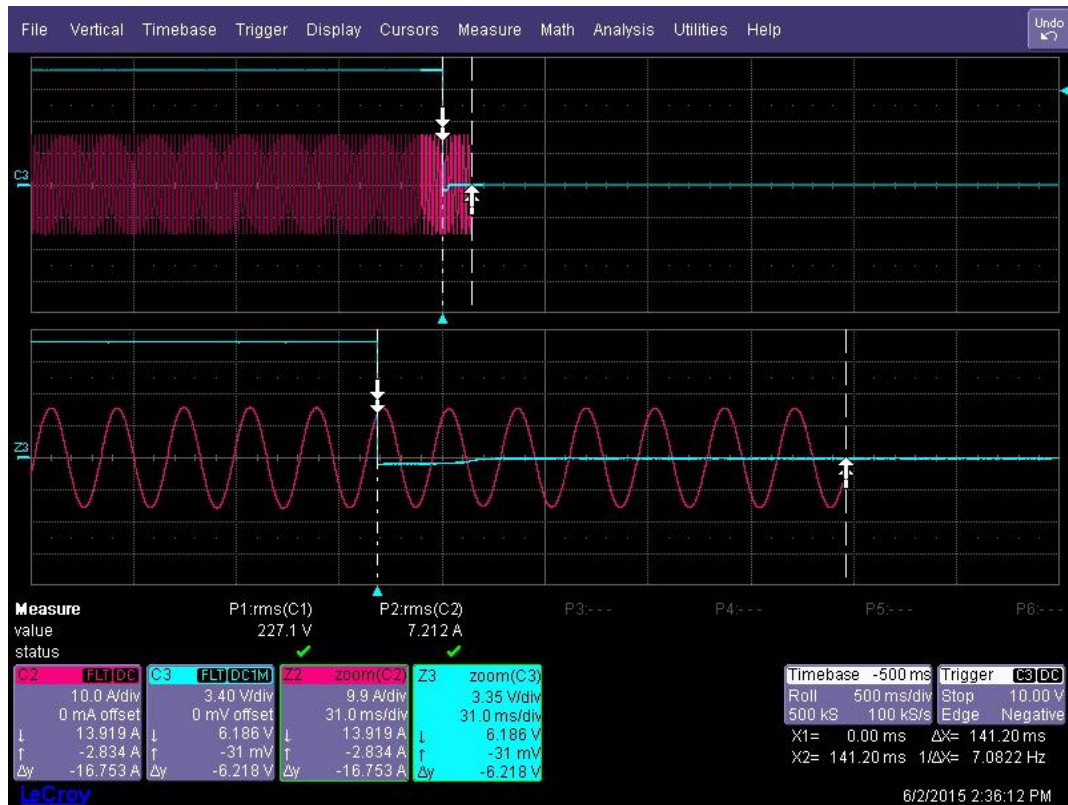 File Vertical Timebase Trigger Display Cursors Measure Math Analysis Utilities Help Undo
C3
Z3
Measure P1:rms(C1) P2:rms(C2) P3:--- P4:--- P5:--- P6:---
value 227.1 V 7.212 A
status
C2 FLT DC C3 FLT DC1M Z2 zoom(C2) Z3 zoom(C3) Timebase -500 ms Trigger C3 DC
10.0 A/div 3.40 V/div 9.9 A/div 3.35 V/div Roll 500 ms/div Stop 10.00 V
0 mA offset 0 mV offset 31.0 ms/div 31.0 ms/div 500 kS 100 kS/s Edge Negative
↓ 13.919 A ↓ 6.186 V ↓ 13.919 A ↓ 6.186 V X1= 0.00 ms ΔX= 141.20 ms
↑ -2.834 A ↑ -31 mV ↑ -2.834 A ↑ -31 mV X2= 141.20 ms 1/ΔX= 7.0822 Hz
Δy -16.753 A Δy -6.218 V Δy -16.753 A Δy -6.218 V
LeCroy 6/2/2015 2:36:12 PM